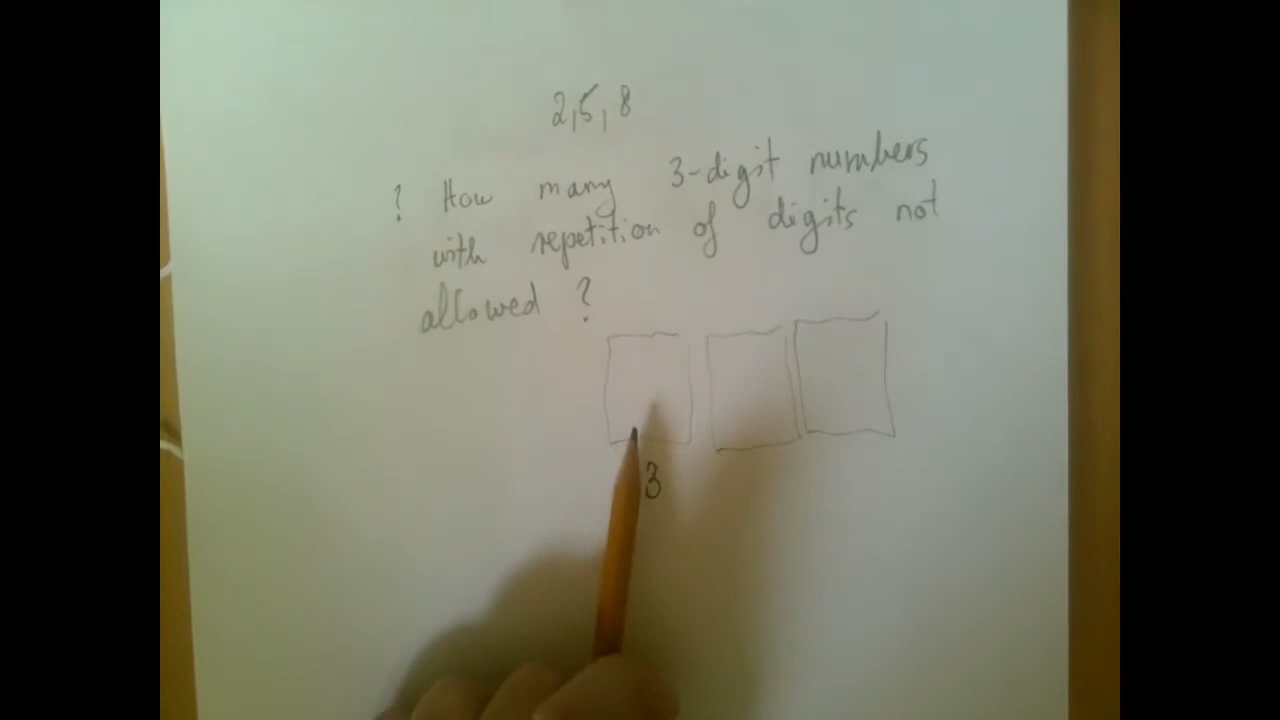 2,5,8
? How many 3-digit numbers
with repetition of digits not
allowed ?
3